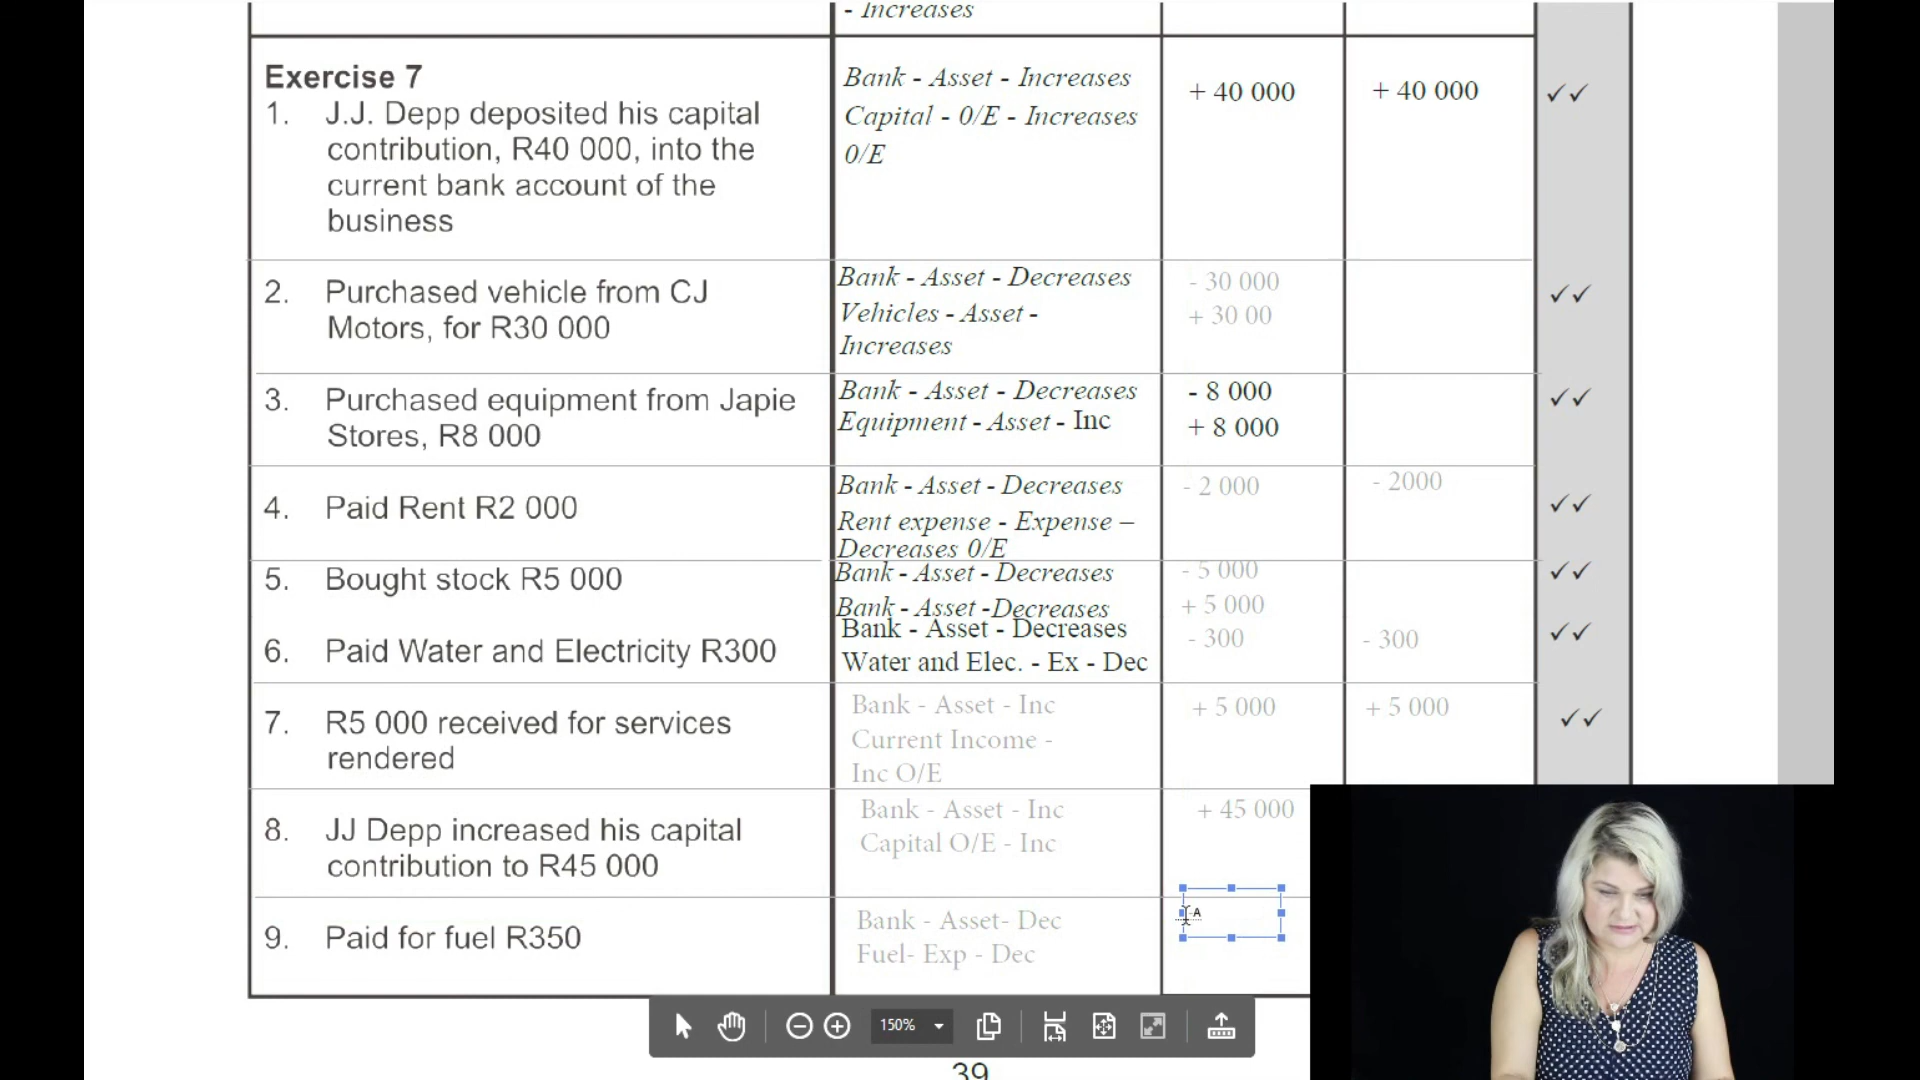 - Increases
Exercise 7
1. J.J. Depp deposited his capital
contribution, R40 000, into the
current bank account of the
business
Bank - Asset - Increases
Capital - 0/E - Increases
0/E
+ 40 000
+ 40 000
✓✓
2. Purchased vehicle from CJ
Motors, for R30 000
Bank - Asset - Decreases
Vehicles - Asset -
Increases
- 30 000
+ 30 00
✓✓
3. Purchased equipment from Japie
Stores, R8 000
Bank - Asset - Decreases
Equipment - Asset - Inc
- 8 000
+ 8 000
✓✓
4. Paid Rent R2 000
Bank - Asset - Decreases
Rent expense - Expense –
Decreases 0/E
- 2 000
- 2000
✓✓
5. Bought stock R5 000
Bank - Asset - Decreases
Bank - Asset -Decreases
- 5 000
+ 5 000
✓✓
6. Paid Water and Electricity R300
Bank - Asset - Decreases
Water and Elec. - Ex - Dec
- 300
- 300
✓✓
7. R5 000 received for services
rendered
Bank - Asset - Inc
Current Income -
Inc O/E
+ 5 000
+ 5 000
✓✓
8. JJ Depp increased his capital
contribution to R45 000
Bank - Asset - Inc
Capital O/E - Inc
+ 45 000
9. Paid for fuel R350
Bank - Asset- Dec
Fuel- Exp - Dec
A
150%
39